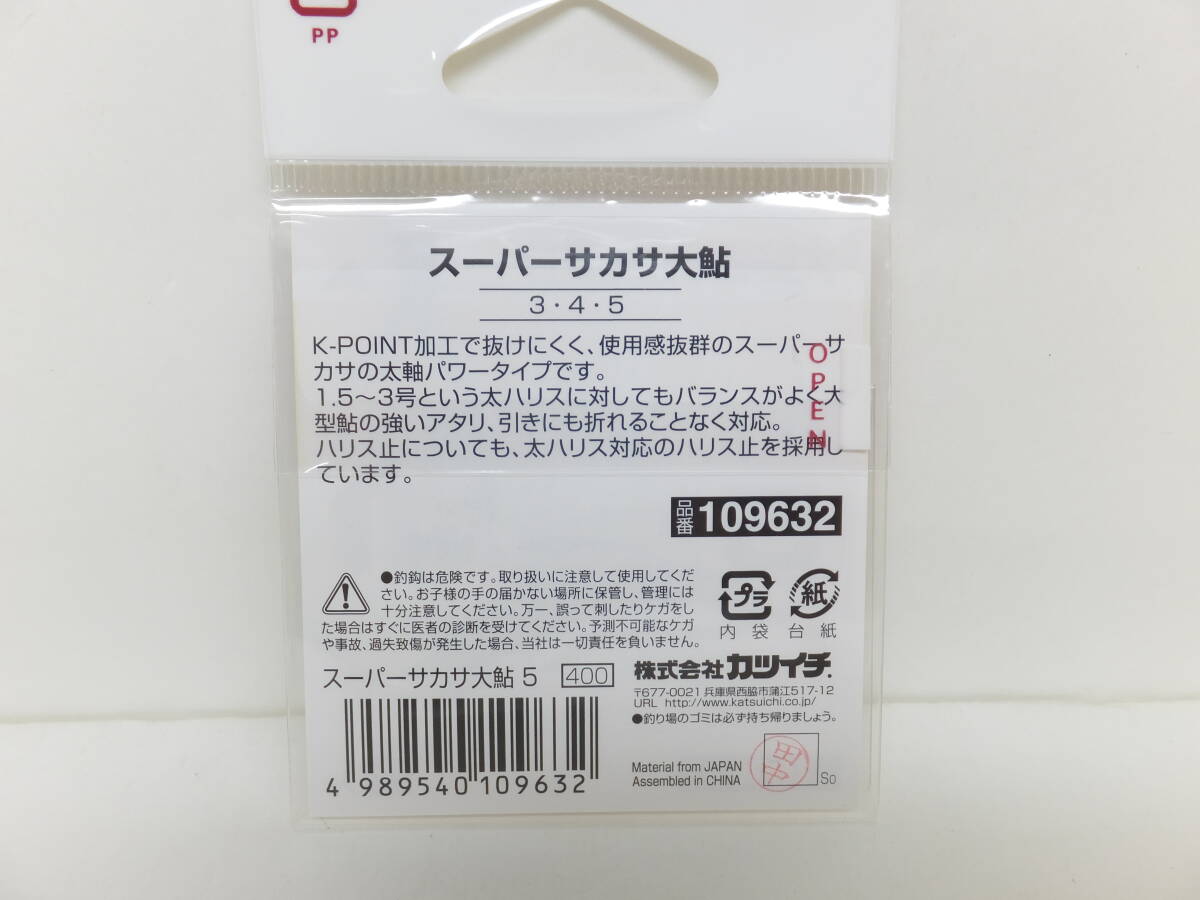 PP
スーパーサカサ大鮎
3・4・5
K-POINT加工で抜けにくく、使用感抜群のスーパーサ
カサの太軸パワータイプです。
1.5〜3号という太ハリスに対してもバランスがよく大
型鮎の強いアタリ、引きにも折れることなく対応。
ハリス止についても、太ハリス対応のハリス止を採用し
ています。
OPEN
品番 109632
●釣鈎は危険です。取り扱いに注意して使用してくだ
さい。お子様の手の届かない場所に保管し、管理には
十分注意してください。万一、誤って刺したりケガをし
た場合はすぐに医者の診断を受けてください。予測不可能なケガ
や事故、過失致傷が発生した場合、当社は一切責任を負いません。
プラ 紙
内袋 台紙
スーパーサカサ大鮎 5 400
株式会社カツイチ.
〒677-0021 兵庫県西脇市蒲江517-12
URL http://www.katsuichi.co.jp/
●釣り場のゴミは必ず持ち帰りましょう。
Material from JAPAN
Assembled in CHINA
田中
So
4 989540 109632